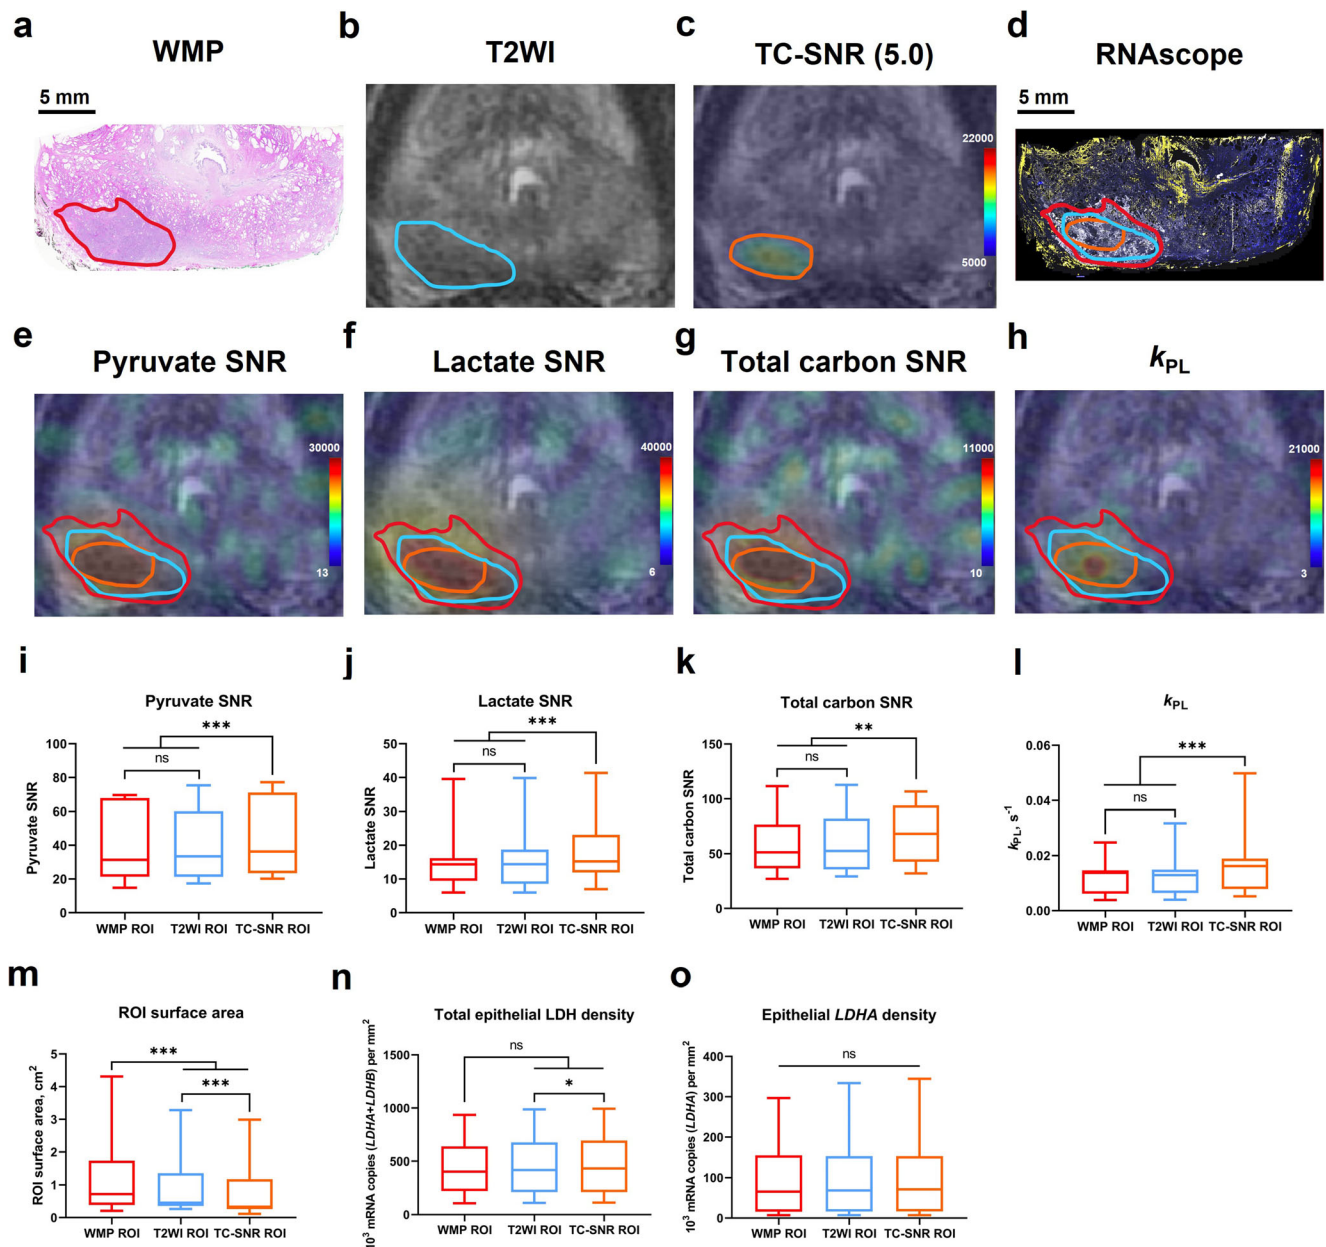 a
WMP
5 mm
b
T2WI
c
TC-SNR (5.0)
22000
5000
d
RNAscope
5 mm
e
Pyruvate SNR
30000
13
f
Lactate SNR
40000
6
g
Total carbon SNR
11000
10
h
kPL
21000
3
i
Pyruvate SNR
***
ns
Pyruvate SNR
100
80
60
40
20
0
WMP ROI T2WI ROI TC-SNR ROI
j
Lactate SNR
***
ns
Lactate SNR
50
40
30
20
10
0
WMP ROI T2WI ROI TC-SNR ROI
k
Total carbon SNR
**
ns
Total carbon SNR
150
100
50
0
WMP ROI T2WI ROI TC-SNR ROI
l
kPL
***
ns
kPL, s⁻¹
0.06
0.04
0.02
0.00
WMP ROI T2WI ROI TC-SNR ROI
m
ROI surface area
***
***
ROI surface area, cm²
5
4
3
2
1
0
WMP ROI T2WI ROI TC-SNR ROI
n
Total epithelial LDH density
ns
*
10³ mRNA copies (LDHA+LDHB) per mm²
1500
1000
500
0
WMP ROI T2WI ROI TC-SNR ROI
o
Epithelial LDHA density
ns
10³ mRNA copies (LDHA) per mm²
400
300
200
100
0
WMP ROI T2WI ROI TC-SNR ROI